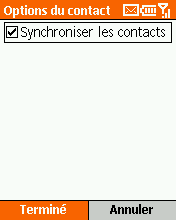 Options du contact
Synchroniser les contacts
Terminé Annuler